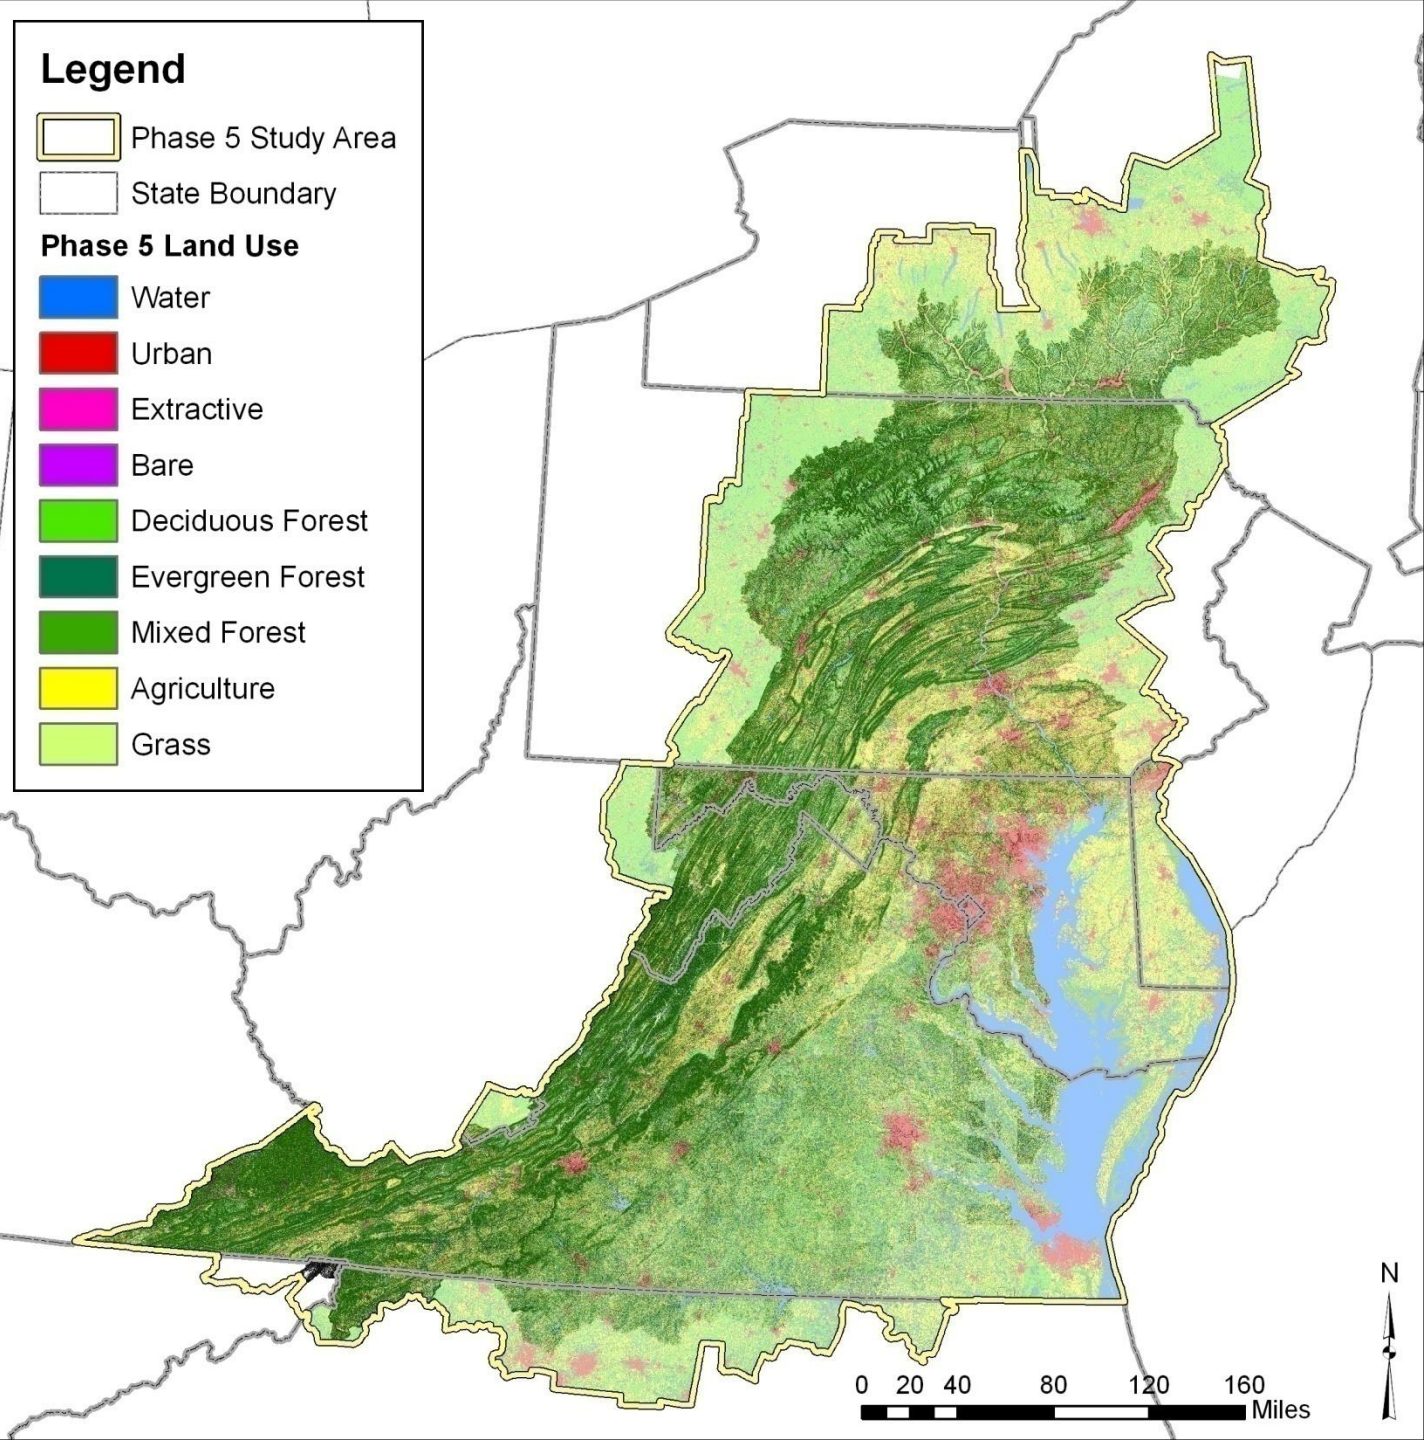 Legend
Phase 5 Study Area
State Boundary
Phase 5 Land Use
Water
Urban
Extractive
Bare
Deciduous Forest
Evergreen Forest
Mixed Forest
Agriculture
Grass
N
0 20 40 80 120 160
Miles